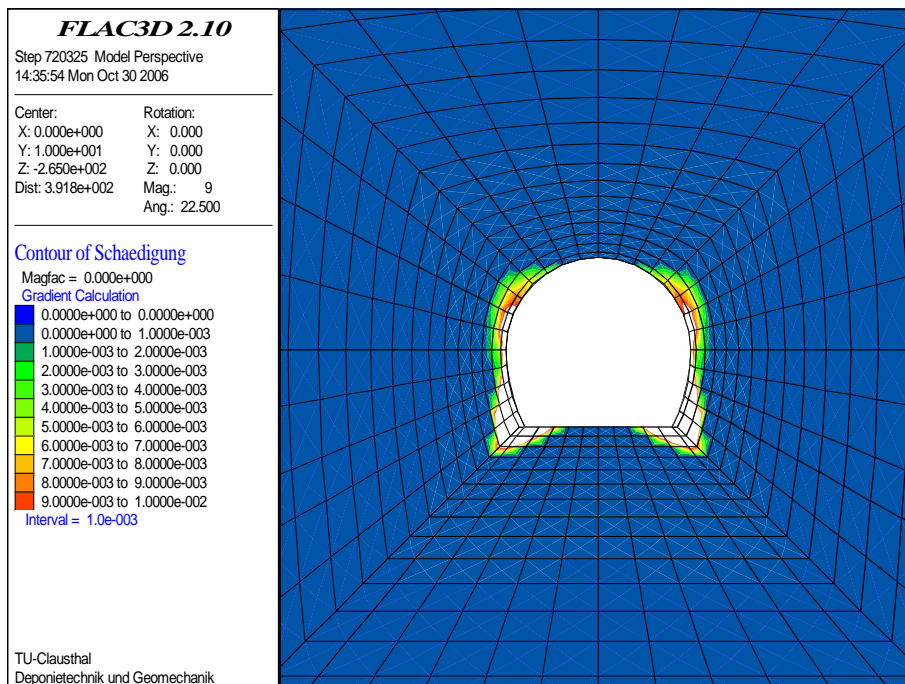 FLAC3D 2.10
Step 720325 Model Perspective
14:35:54 Mon Oct 30 2006
Center: Rotation:
X: 0.000e+000 X: 0.000
Y: 1.000e+001 Y: 0.000
Z: -2.650e+002 Z: 0.000
Dist: 3.918e+002 Mag.: 9
Ang.: 22.500
Contour of Schaedigung
Magfac = 0.000e+000
Gradient Calculation
0.0000e+000 to 0.0000e+000
0.0000e+000 to 1.0000e-003
1.0000e-003 to 2.0000e-003
2.0000e-003 to 3.0000e-003
3.0000e-003 to 4.0000e-003
4.0000e-003 to 5.0000e-003
5.0000e-003 to 6.0000e-003
6.0000e-003 to 7.0000e-003
7.0000e-003 to 8.0000e-003
8.0000e-003 to 9.0000e-003
9.0000e-003 to 1.0000e-002
Interval = 1.0e-003
TU-Clausthal
Deponietechnik und Geomechanik